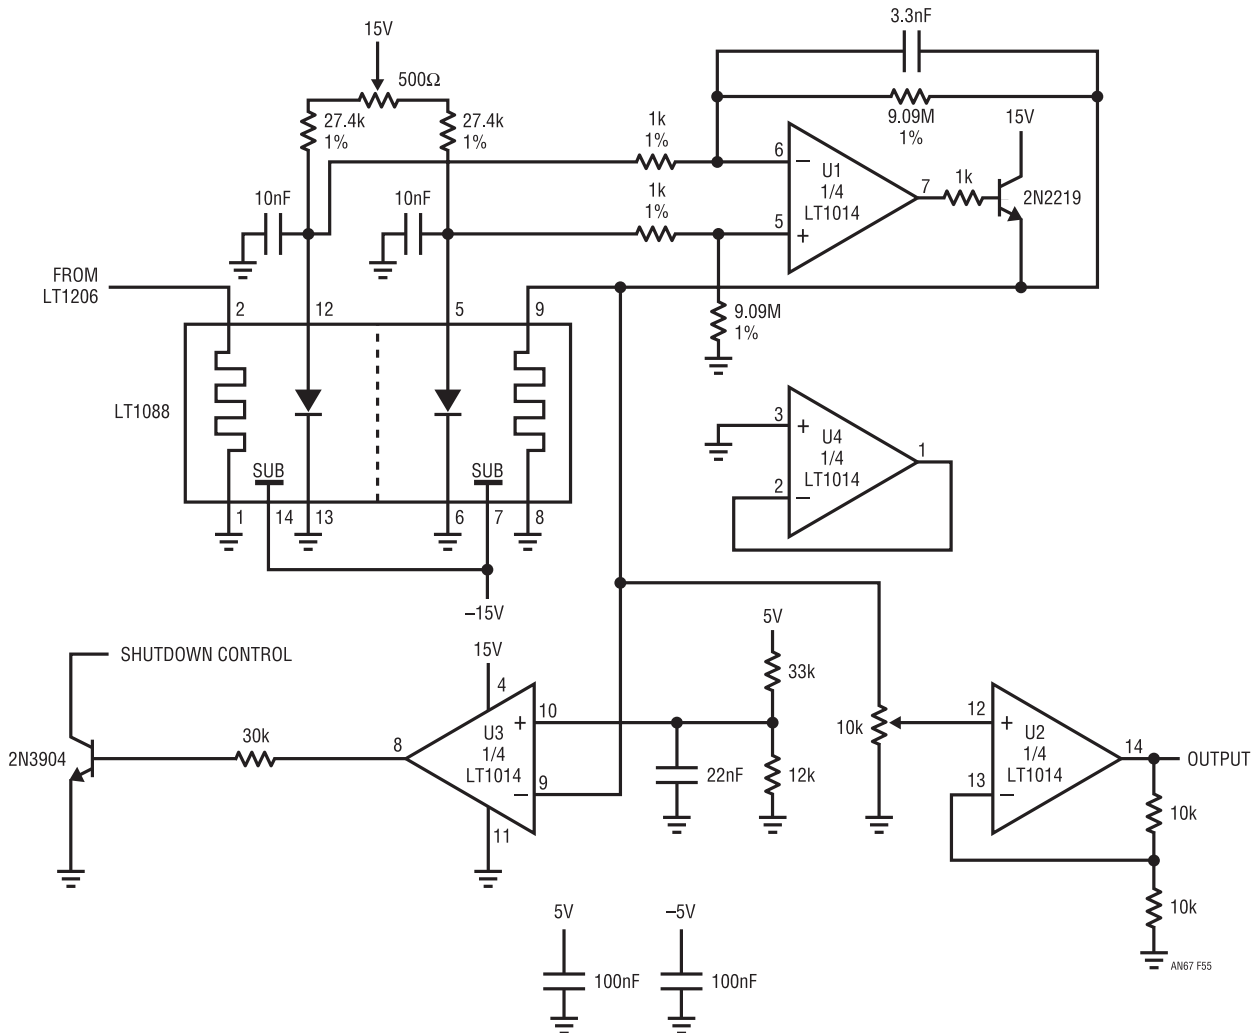 3.3nF
15V
500Ω
9.09M
1%
15V
27.4k
1%
27.4k
1%
1k
1%
6
–
U1
1/4
LT1014
7
1k
2N2219
10nF
10nF
1k
1%
5
+
FROM
LT1206
2
12
5
9
9.09M
1%
LT1088
3
+
U4
1/4
LT1014
1
2
–
SUB
SUB
1
14
13
6
7
8
–15V
5V
SHUTDOWN CONTROL
15V
4
33k
10
+
U3
1/4
LT1014
8
30k
2N3904
9
–
11
22nF
12k
10k
12
+
U2
1/4
LT1014
14
OUTPUT
13
–
10k
10k
5V
–5V
100nF
100nF
AN67 F55